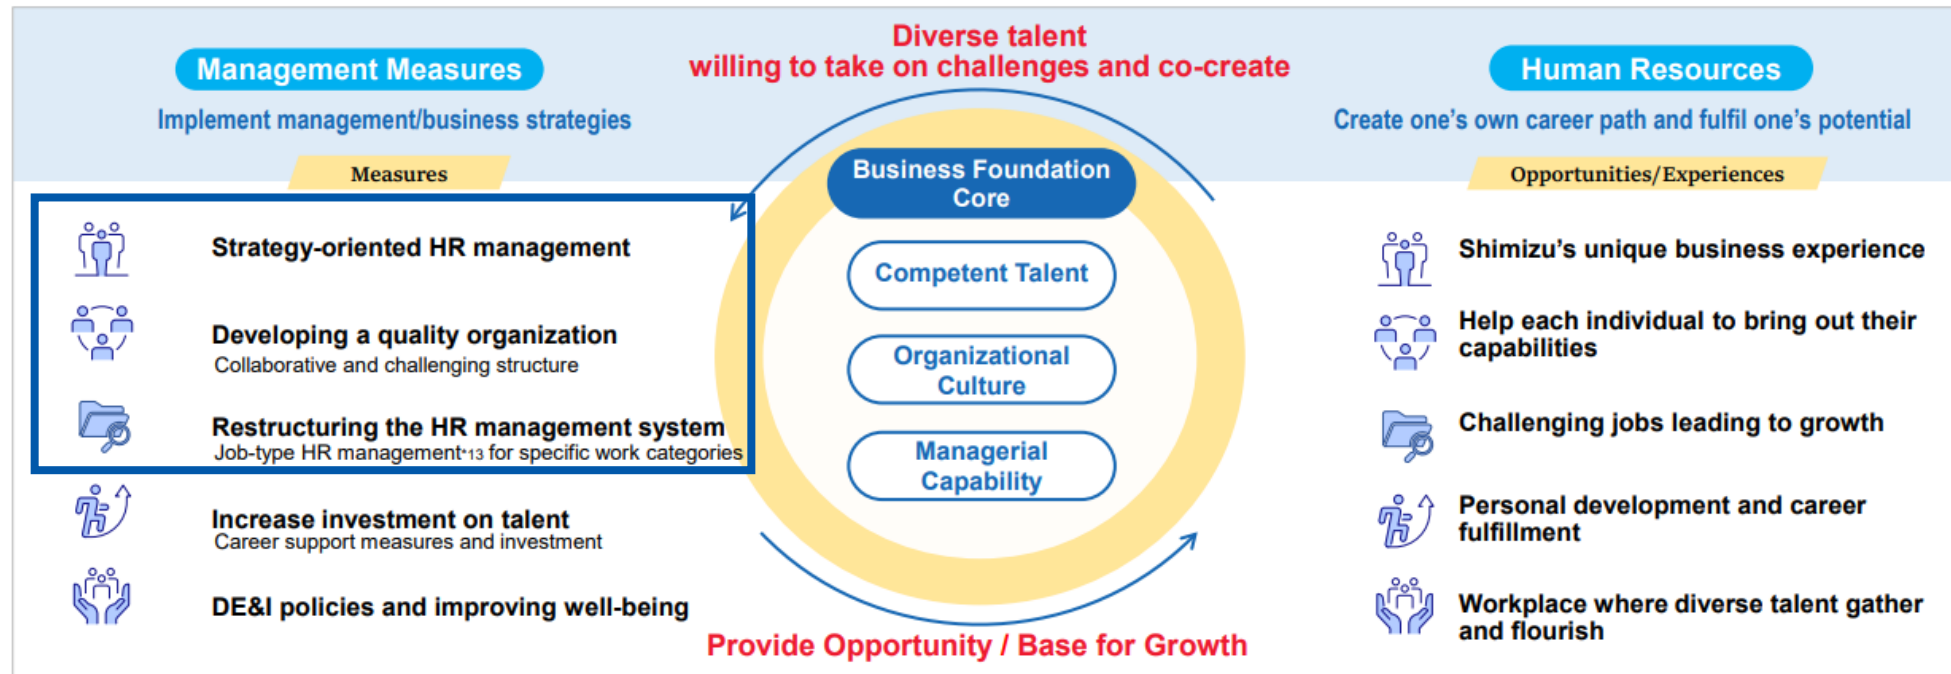 Management Measures
Implement management/business strategies
Measures
Strategy-oriented HR management
Developing a quality organization
Collaborative and challenging structure
Restructuring the HR management system
Job-type HR management*13 for specific work categories
Increase investment on talent
Career support measures and investment
DE&I policies and improving well-being
Diverse talent
willing to take on challenges and co-create
Business Foundation
Core
Competent Talent
Organizational
Culture
Managerial
Capability
Provide Opportunity / Base for Growth
Human Resources
Create one's own career path and fulfil one's potential
Opportunities/Experiences
Shimizu's unique business experience
Help each individual to bring out their
capabilities
Challenging jobs leading to growth
Personal development and career
fulfillment
Workplace where diverse talent gather
and flourish